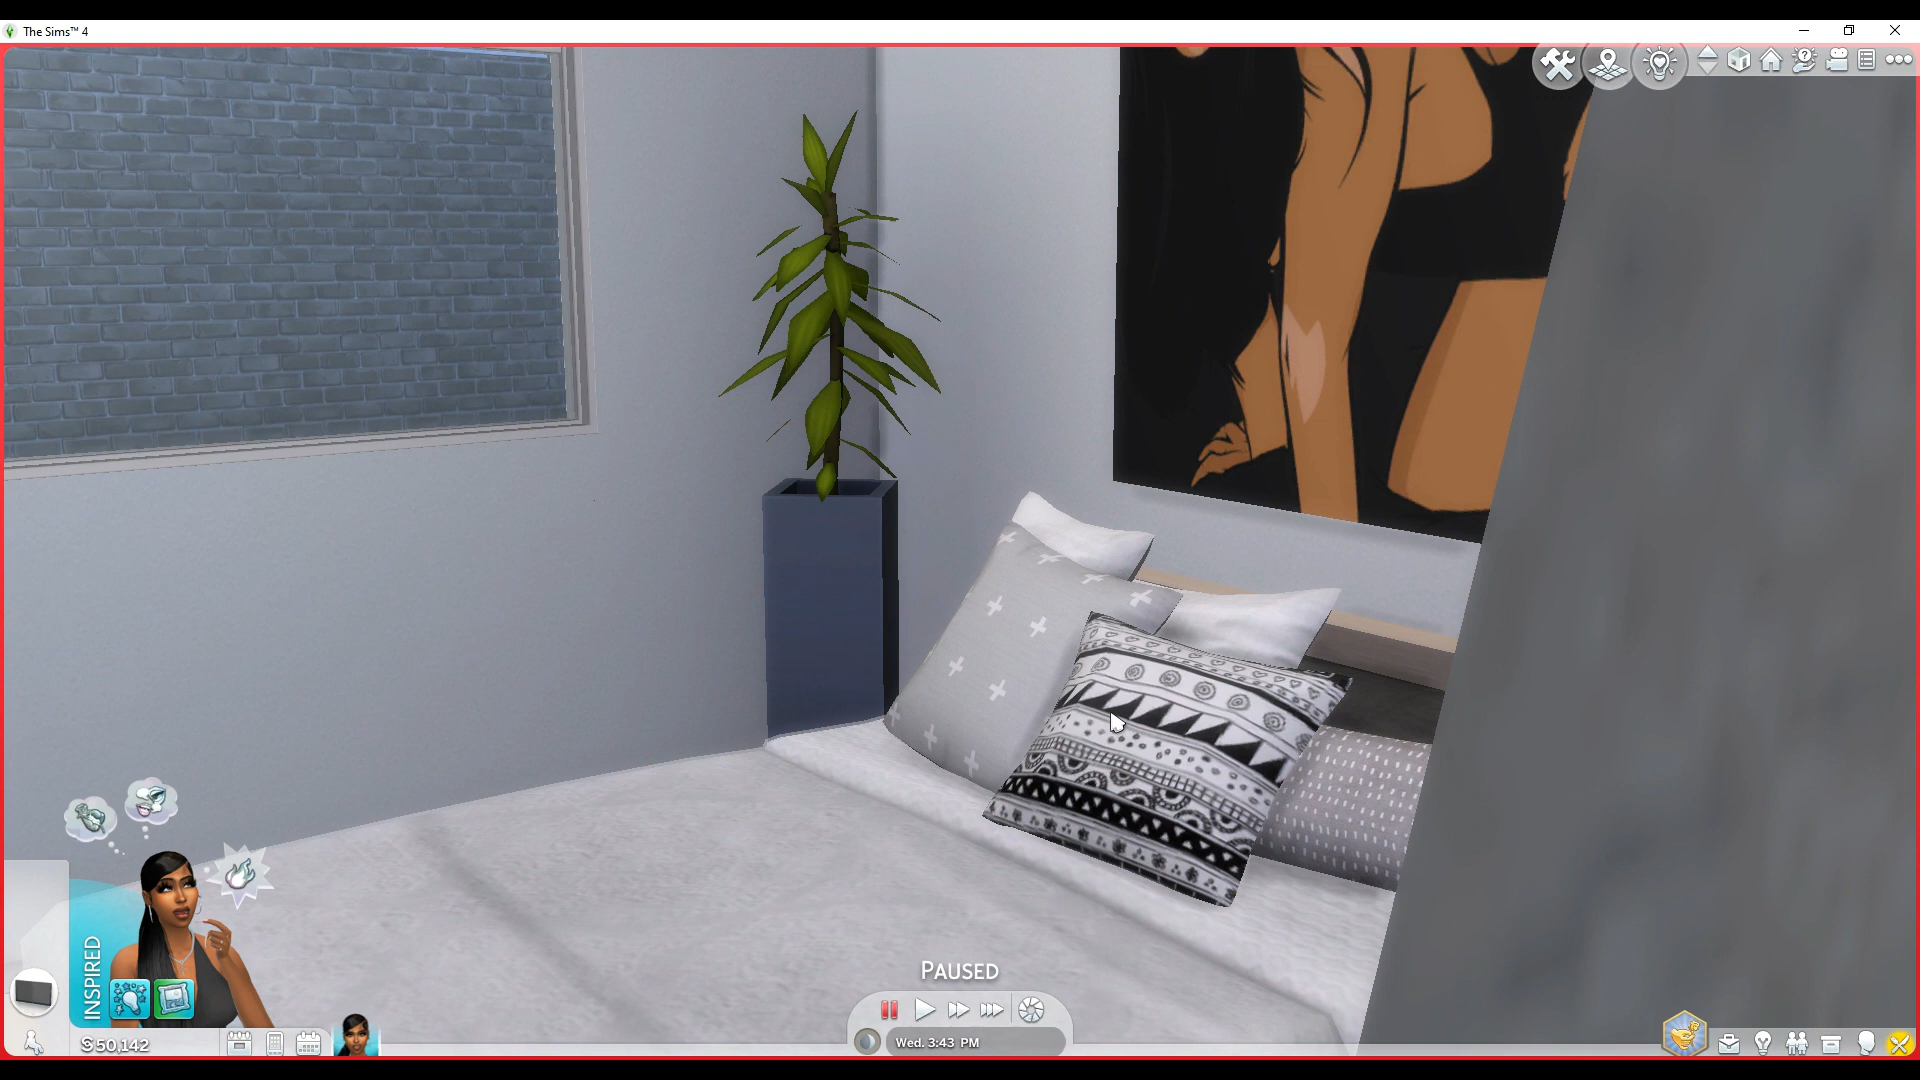 The Sims™ 4
INSPIRED
PAUSED
§50,142
Wed. 3:43 PM